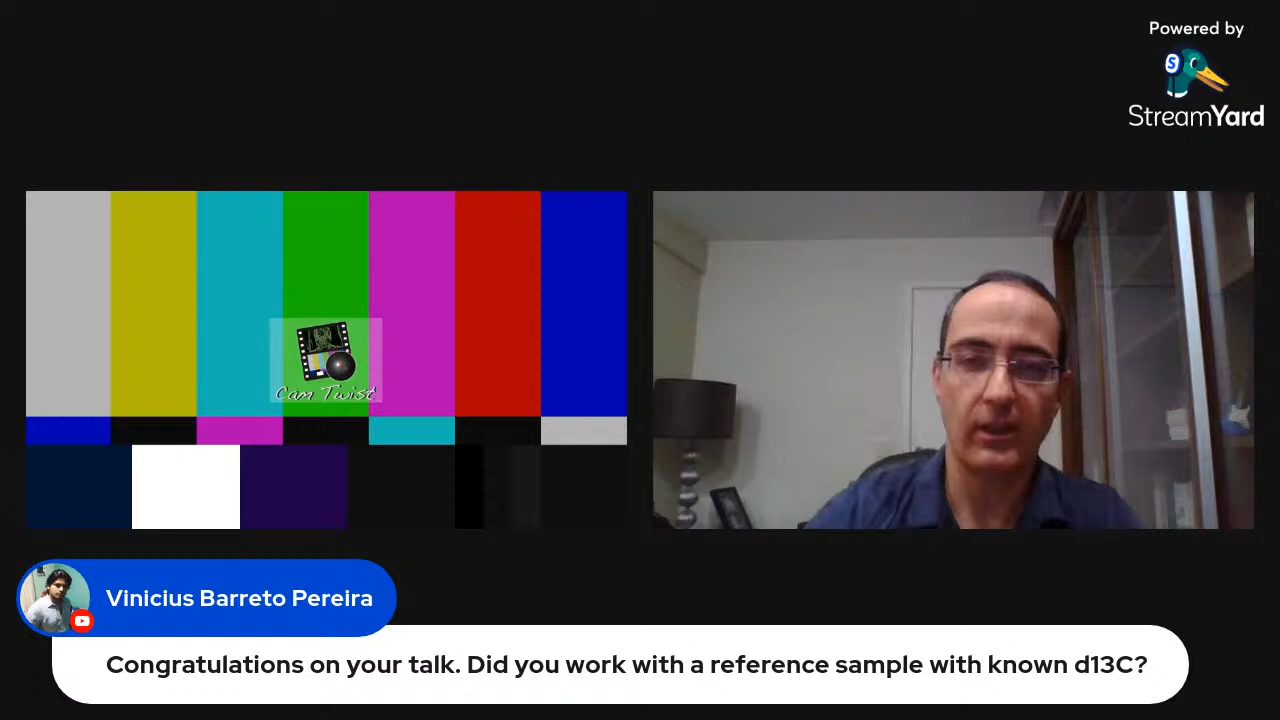 Powered by
StreamYard
Cam Twist
Vinicius Barreto Pereira
Congratulations on your talk. Did you work with a reference sample with known d13C?